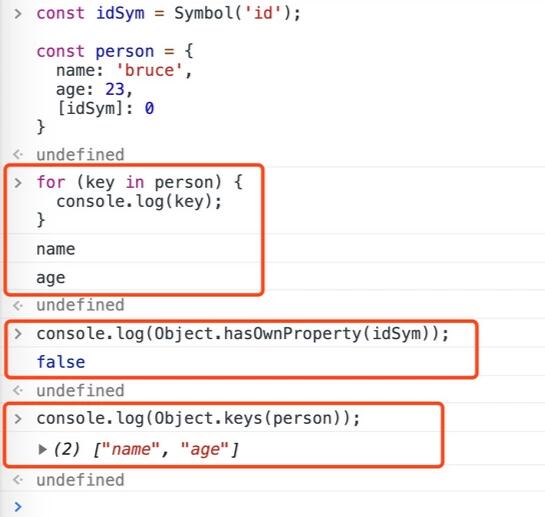 > const idSym = Symbol('id');
const person = {
name: 'bruce',
age: 23,
[idSym]: 0
}
<· undefined
> for (key in person) {
console.log(key);
}
name
age
<· undefined
> console.log(Object.hasOwnProperty(idSym));
false
<· undefined
> console.log(Object.keys(person));
▶ (2) ["name", "age"]
<· undefined
>